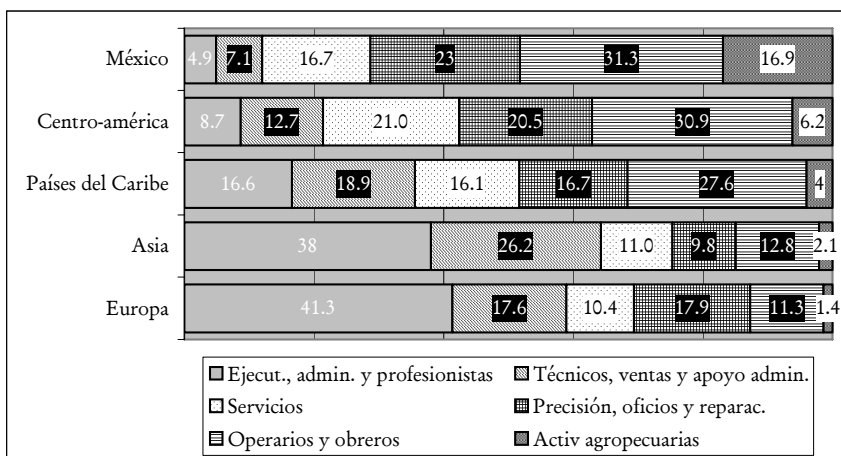 México 4.9 7.1 16.7 23 31.3 16.9
Centro-américa 8.7 12.7 21.0 20.5 30.9 6.2
Países del Caribe 16.6 18.9 16.1 16.7 27.6 4
Asia 38 26.2 11.0 9.8 12.8 2.1
Europa 41.3 17.6 10.4 17.9 11.3 1.4
Ejecut., admin. y profesionistas Técnicos, ventas y apoyo admin.
Servicios Precisión, oficios y reparac.
Operarios y obreros Activ agropecuarias